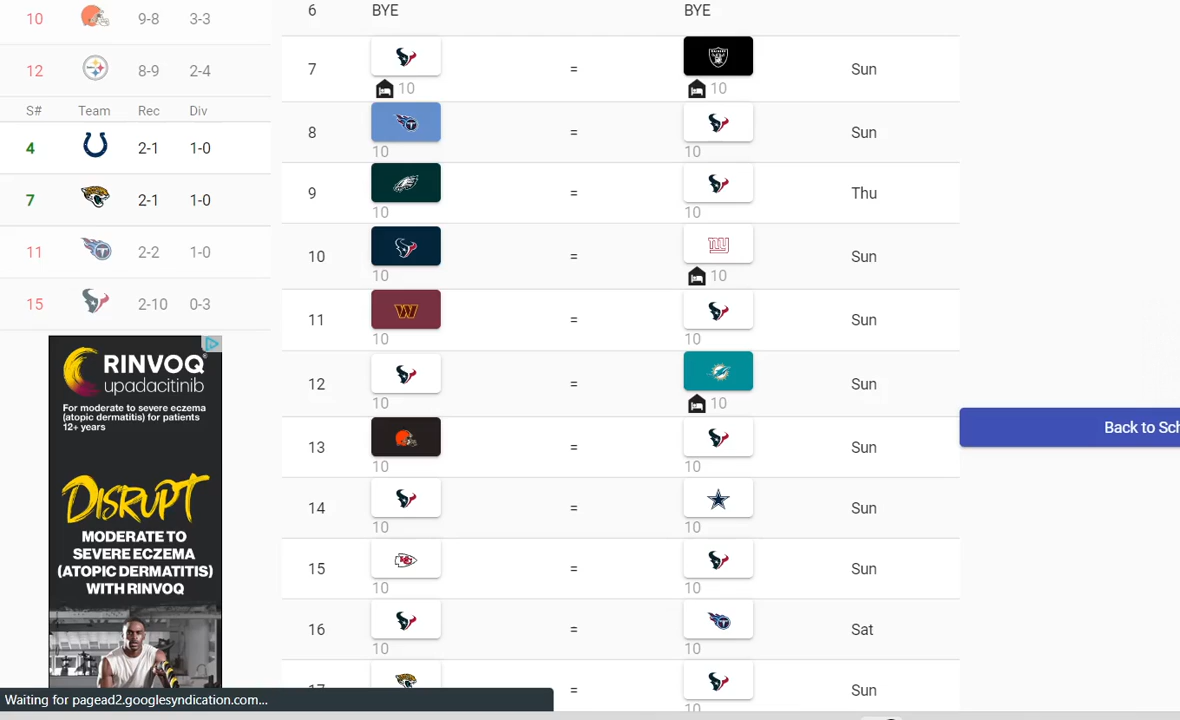 10 9-8 3-3
12 8-9 2-4
S# Team Rec Div
4 2-1 1-0
7 2-1 1-0
11 2-2 1-0
15 2-10 0-3
RINVOQ®
upadacitinib
For moderate to severe eczema
(atopic dermatitis) for patients
12+ years
DISRUPT
MODERATE TO
SEVERE ECZEMA
(ATOPIC DERMATITIS)
WITH RINVOQ
6 BYE BYE
7 = Sun
10 10
8 = Sun
10 10
9 = Thu
10 10
10 = Sun
10 10
11 W = Sun
10 10
12 = Sun
10 10
13 = Sun
10 10
14 = Sun
10 10
15 KC = Sun
10 10
16 = Sat
10 10
17 = Sun
10
Back to Sch
Waiting for pagead2.googlesyndication.com...